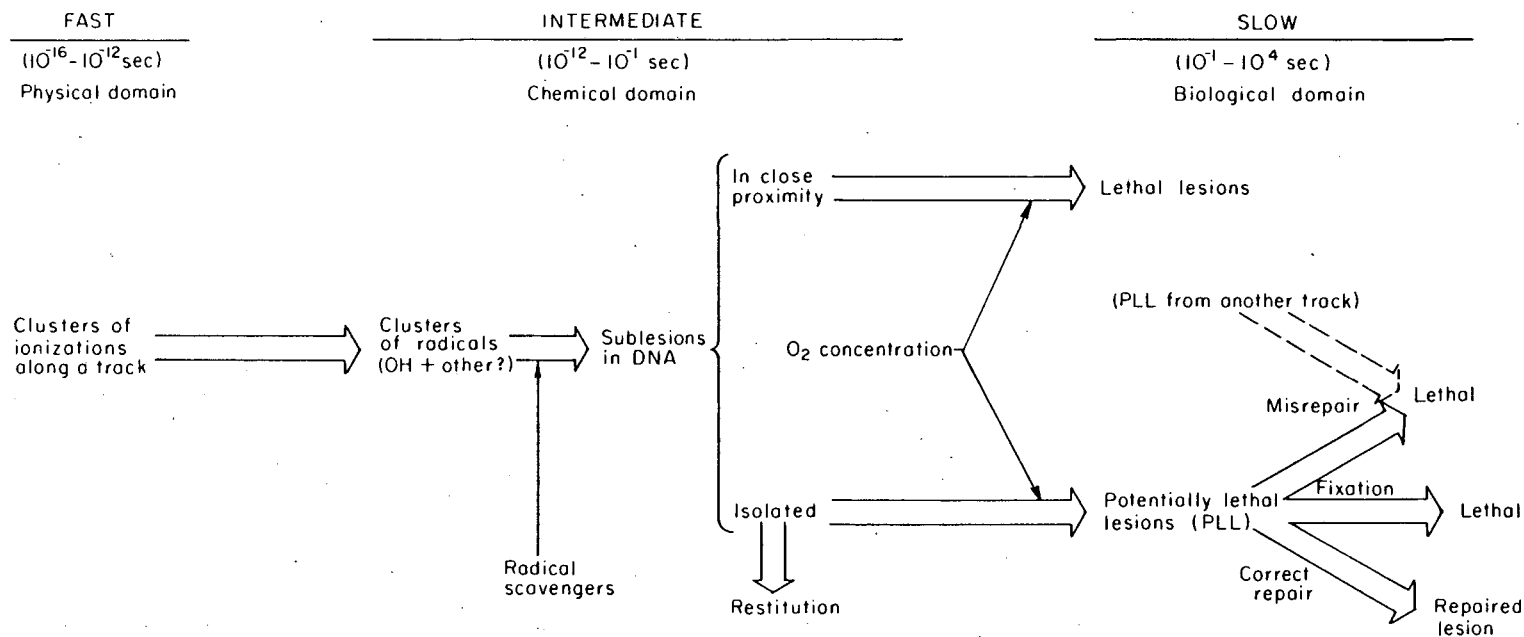 FAST
(10⁻¹⁶-10⁻¹² sec)
Physical domain
INTERMEDIATE
(10⁻¹²-10⁻¹ sec)
Chemical domain
SLOW
(10⁻¹-10⁴ sec)
Biological domain
Clusters of
ionizations
along a track
Clusters
of radicals
(OH + other?)
Radical
scavengers
Sublesions
in DNA
In close
proximity
Isolated
Restitution
O₂ concentration
Lethal lesions
(PLL from another track)
Potentially lethal
lesions (PLL)
Misrepair
Lethal
Fixation
Lethal
Correct
repair
Repaired
lesion